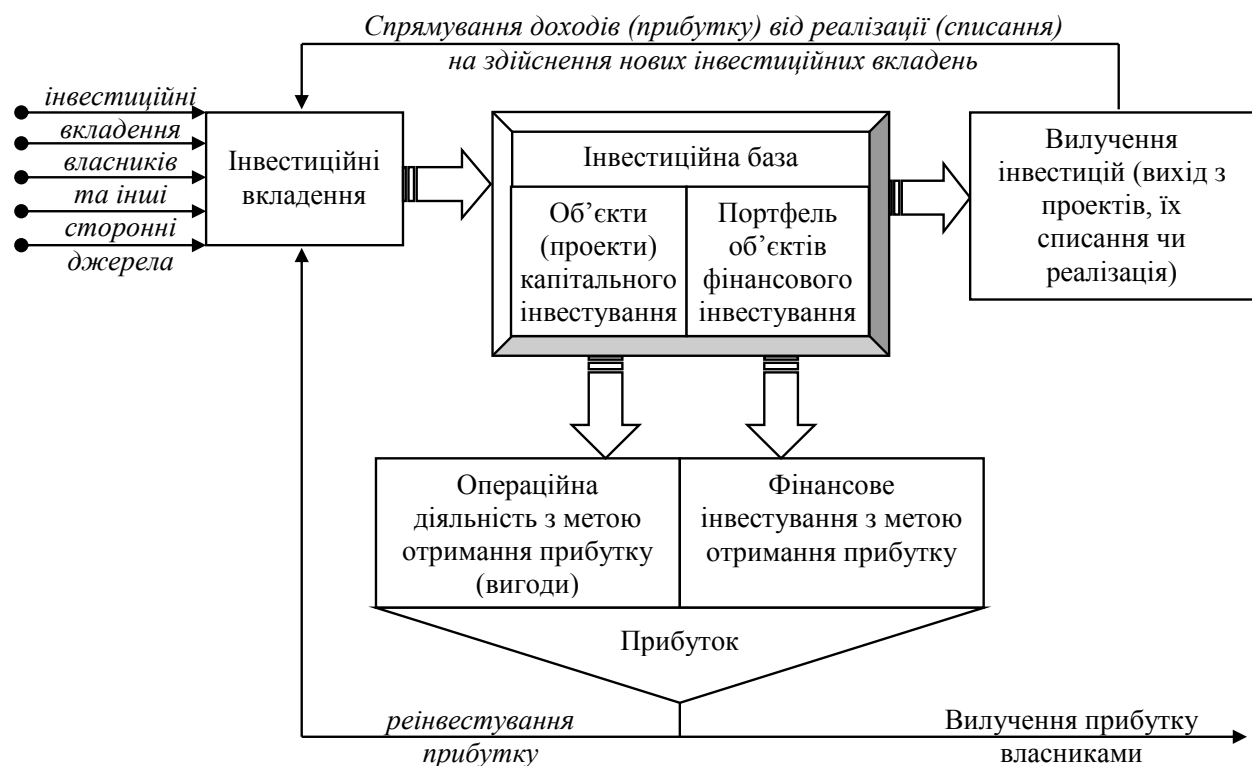 Спрямування доходів (прибутку) від реалізації (списання)
на здійснення нових інвестиційних вкладень
інвестиційні
вкладення
власників
та інші
сторонні
джерела
Інвестиційні
вкладення
Інвестиційна база
Об’єкти
(проекти)
капітального
інвестування
Портфель
об’єктів
фінансового
інвестування
Вилучення
інвестицій (вихід з
проектів, їх
списання чи
реалізація)
Операційна
діяльність з метою
отримання прибутку
(вигоди)
Фінансове
інвестування з метою
отримання прибутку
Прибуток
реінвестування
прибутку
Вилучення прибутку
власниками